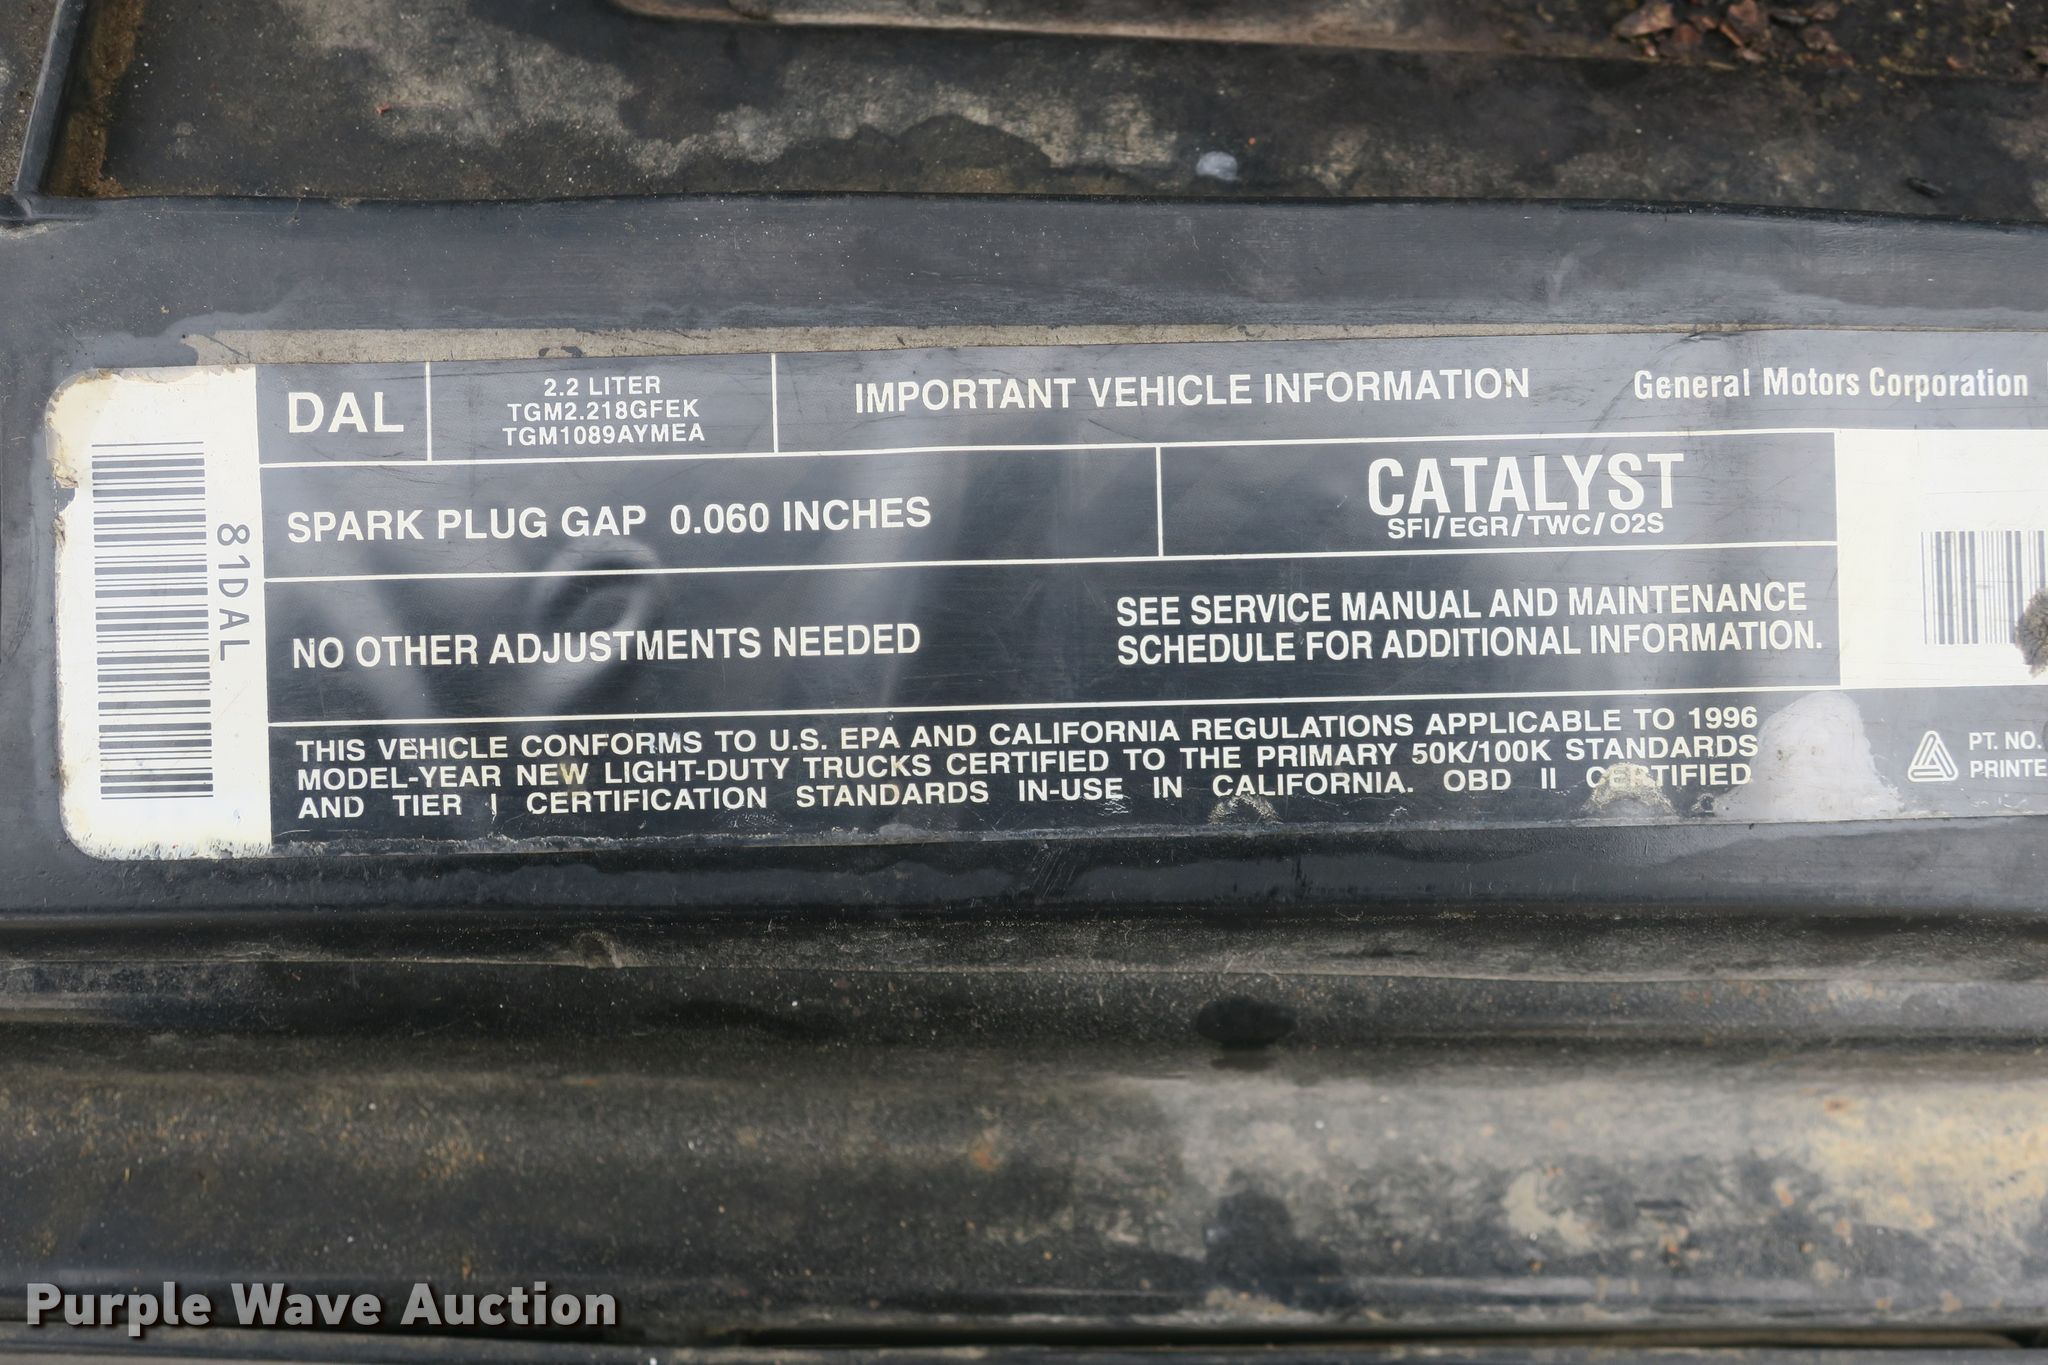 DAL
2.2 LITER
TGM2.218GFEK
TGM1089AYMEA
IMPORTANT VEHICLE INFORMATION
General Motors Corporation
81DAL
SPARK PLUG GAP 0.060 INCHES
CATALYST
SFI/EGR/TWC/O2S
NO OTHER ADJUSTMENTS NEEDED
SEE SERVICE MANUAL AND MAINTENANCE
SCHEDULE FOR ADDITIONAL INFORMATION.
THIS VEHICLE CONFORMS TO U.S. EPA AND CALIFORNIA REGULATIONS APPLICABLE TO 1996
MODEL-YEAR NEW LIGHT-DUTY TRUCKS CERTIFIED TO THE PRIMARY 50K/100K STANDARDS
AND TIER I CERTIFICATION STANDARDS IN-USE IN CALIFORNIA. OBD II CERTIFIED
PT. NO.
PRINTE
Purple Wave Auction